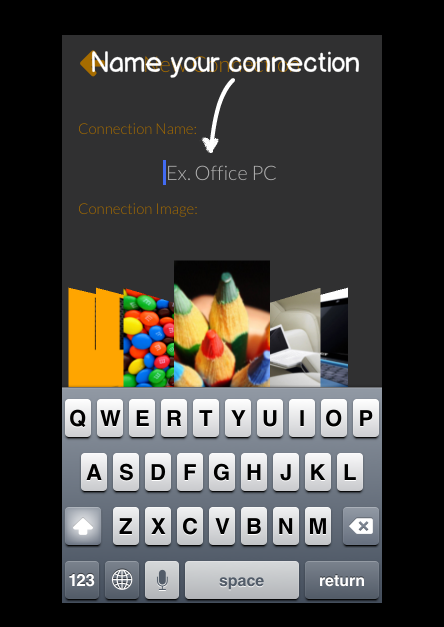 Name your connection
Connection Name:
Ex. Office PC
Connection Image:
Q W E R T Y U I O P
A S D F G H J K L
Z X C V B N M
123 space return